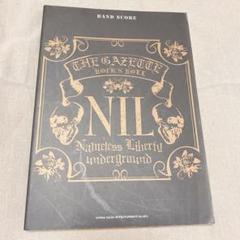 BAND SCORE
THE GAZETTE
ROCK'N ROLL
NIL
Nameless Liberty
underground